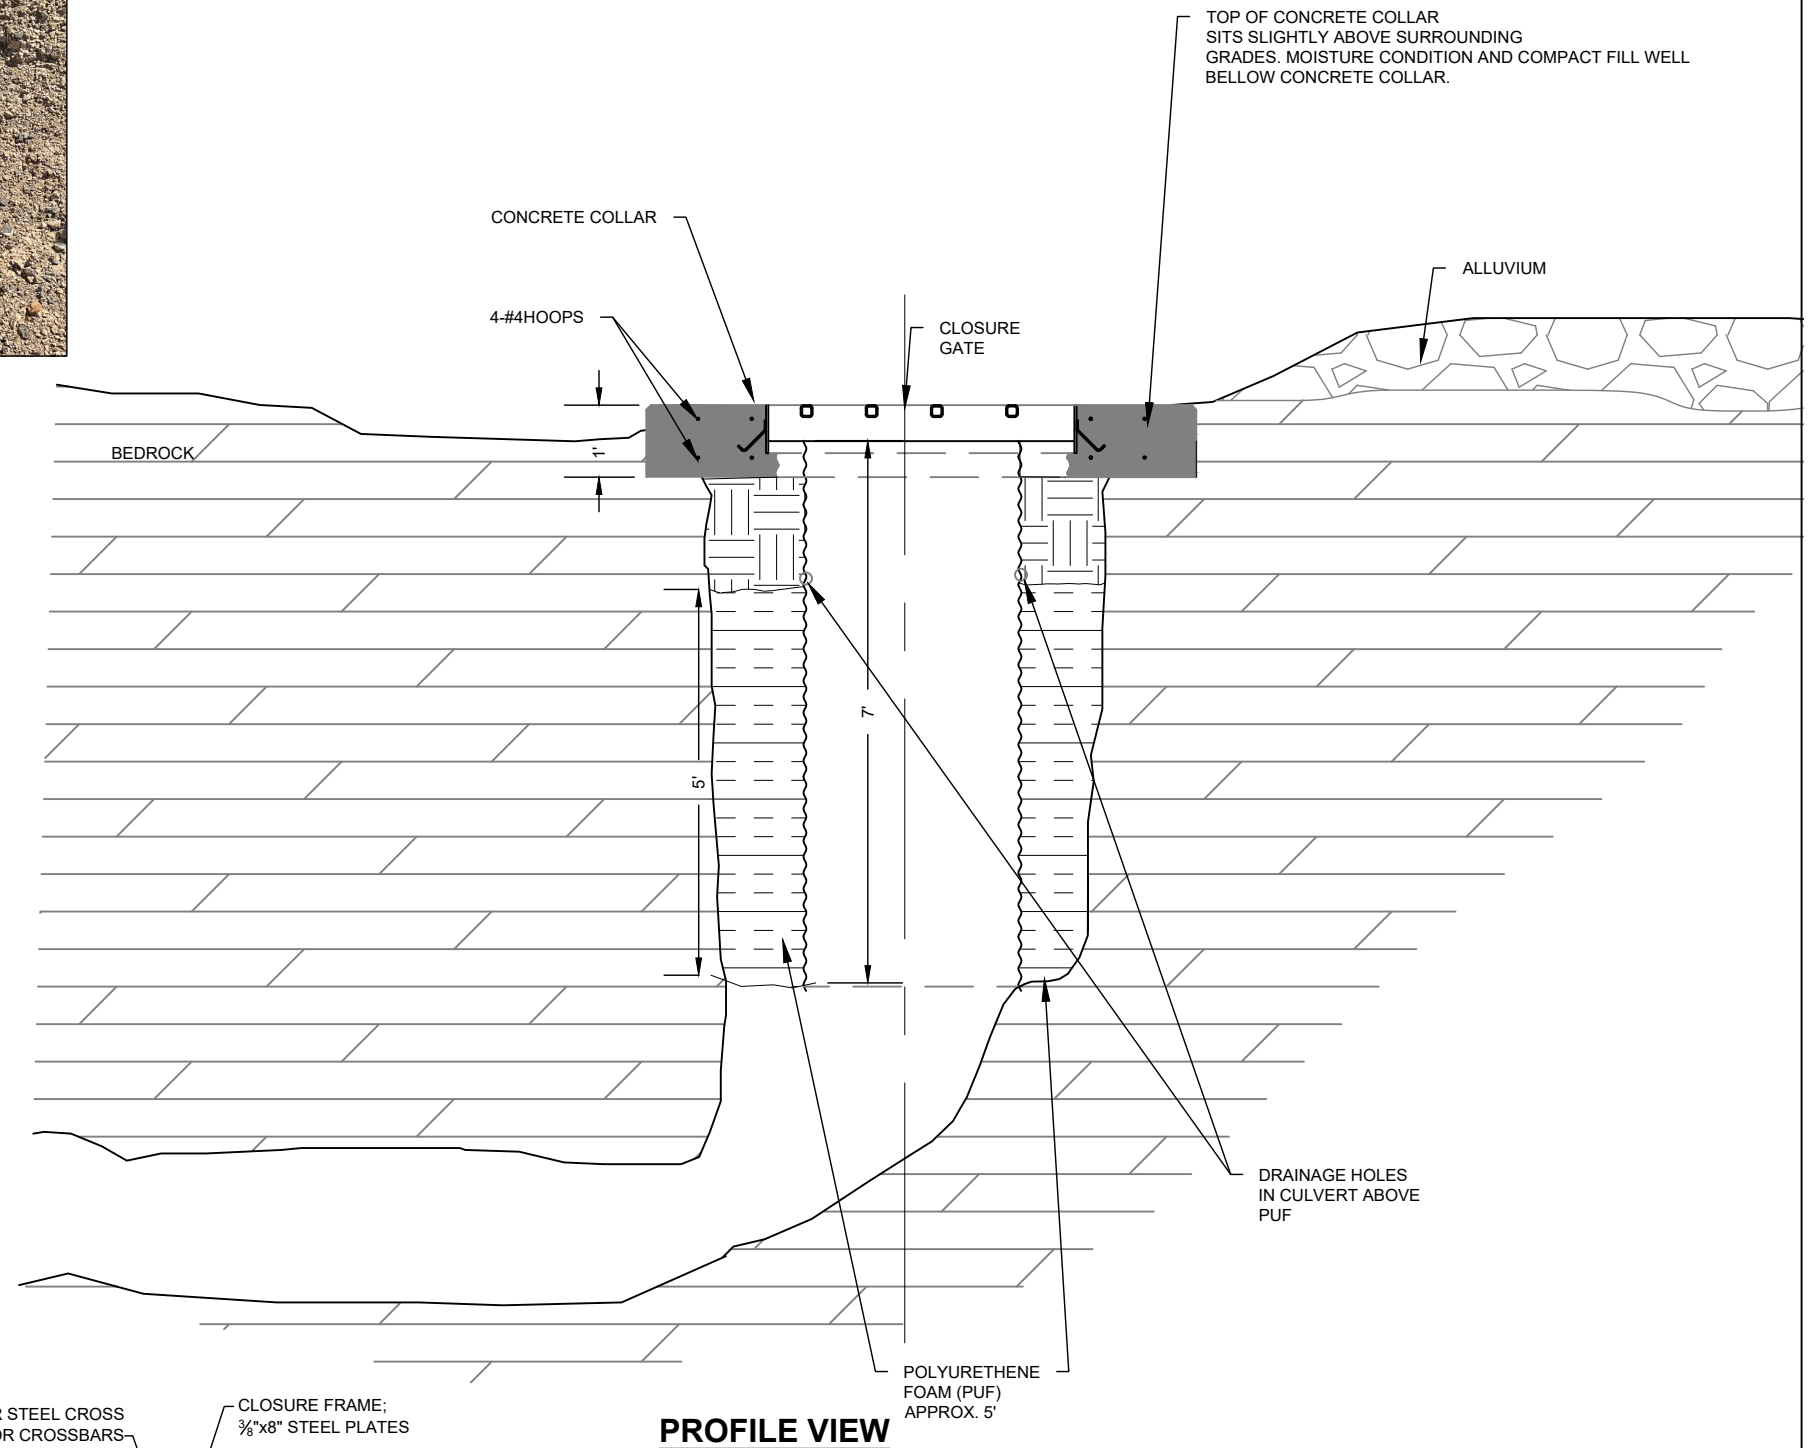 TOP OF CONCRETE COLLAR
SITS SLIGHTLY ABOVE SURROUNDING
GRADES. MOISTURE CONDITION AND COMPACT FILL WELL
BELLOW CONCRETE COLLAR.
CONCRETE COLLAR
ALLUVIUM
4-#4HOOPS
CLOSURE
GATE
BEDROCK
1'
7'
5'
DRAINAGE HOLES
IN CULVERT ABOVE
PUF
POLYURETHENE
FOAM (PUF)
APPROX. 5'
CLOSURE FRAME;
⅜"x8" STEEL PLATES
STEEL CROSS
OR CROSSBARS
PROFILE VIEW